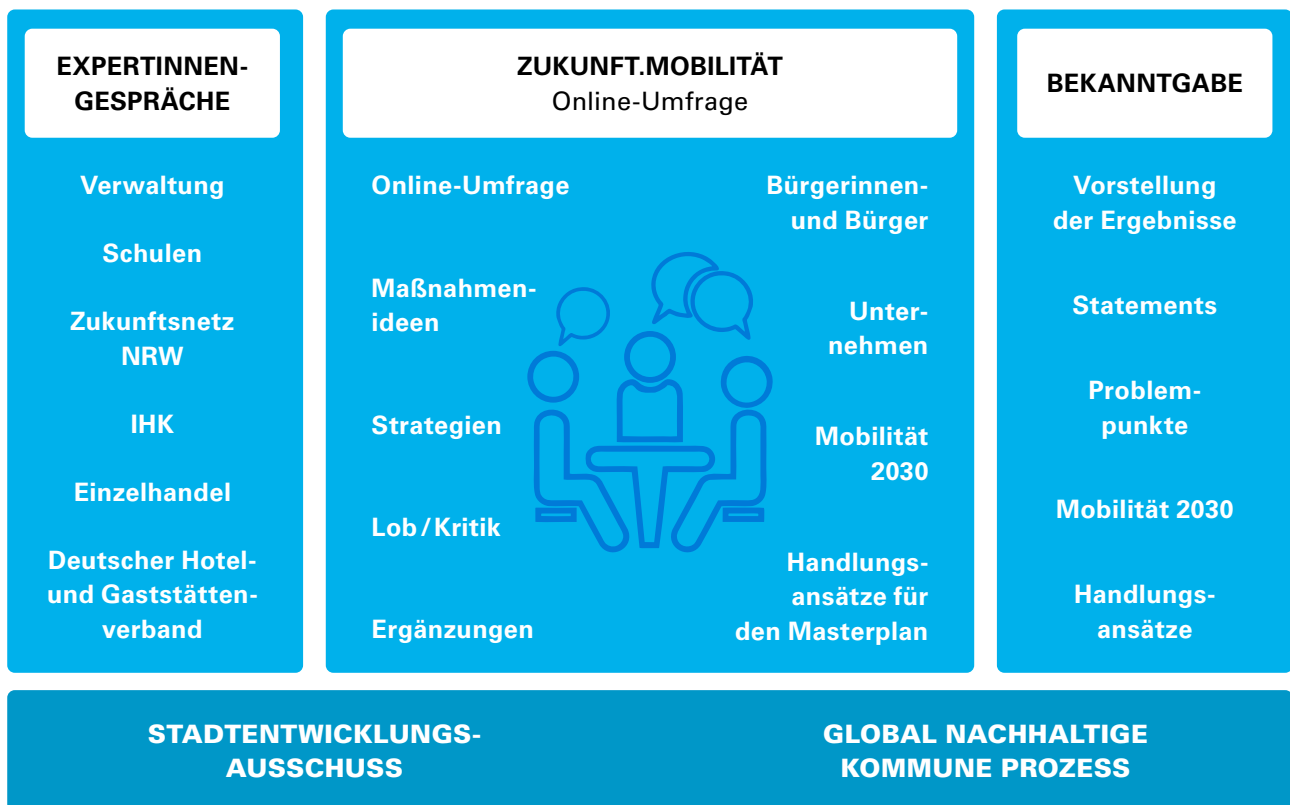 EXPERTINNEN-
GESPRÄCHE
Verwaltung
Schulen
Zukunftsnetz
NRW
IHK
Einzelhandel
Deutscher Hotel-
und Gaststätten-
verband
ZUKUNFT.MOBILITÄT
Online-Umfrage
Online-Umfrage
Maßnahmen-
ideen
Strategien
Lob / Kritik
Ergänzungen
Bürgerinnen-
und Bürger
Unter-
nehmen
Mobilität
2030
Handlungs-
ansätze für
den Masterplan
BEKANNTGABE
Vorstellung
der Ergebnisse
Statements
Problem-
punkte
Mobilität 2030
Handlungs-
ansätze
STADTENTWICKLUNGS-
AUSSCHUSS
GLOBAL NACHHALTIGE
KOMMUNE PROZESS